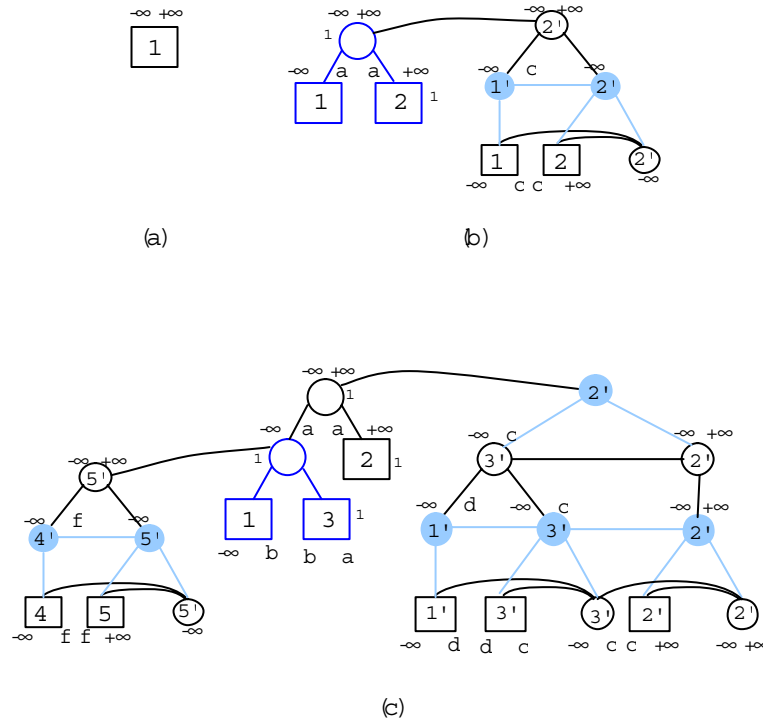 -∞ +∞
1
(a)
-∞ +∞
1
-∞ a a +∞
1 2 1
-∞ +∞
2'
-∞ c -∞
1' 2'
1 2 2'
-∞ c c +∞ -∞
(b)
-∞ +∞
1
-∞ a a +∞
1
2 1
1 3 1
-∞ b b a
-∞ +∞
5'
-∞ f -∞
4' 5'
4 5 5'
-∞ f f +∞ -∞
2'
-∞ c -∞ +∞
3' 2'
-∞ d -∞ c -∞ +∞
1' 3' 2'
1' 3' 3' 2' 2'
-∞ d d c -∞ c c +∞ -∞ +∞
(c)